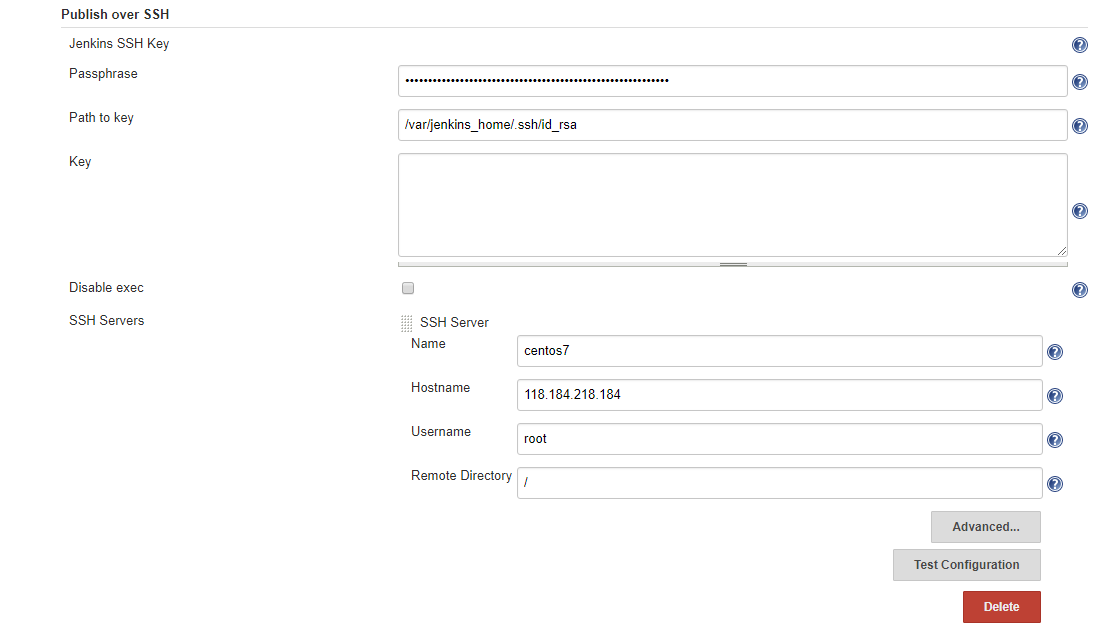 Publish over SSH
Jenkins SSH Key
Passphrase
••••••••••••••••••••••••••••••••••••••••••••••••••••••••••••
Path to key
/var/jenkins_home/.ssh/id_rsa
Key
Disable exec
SSH Servers
SSH Server
Name
centos7
Hostname
118.184.218.184
Username
root
Remote Directory
/
Advanced...
Test Configuration
Delete